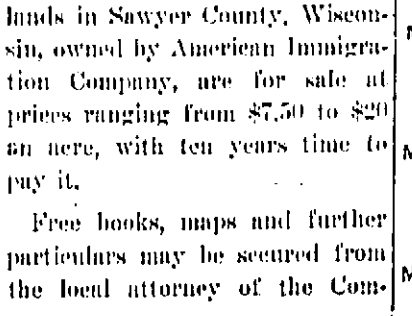 lands in Sawyer County, Wiscon-
sin, owned by American Immigra-
tion Company, are for sale at
prices ranging from $7.50 to $20
an acre, with ten years time to
pay it.
Free books, maps and further
particulars may be secured from
the local attorney of the Com-